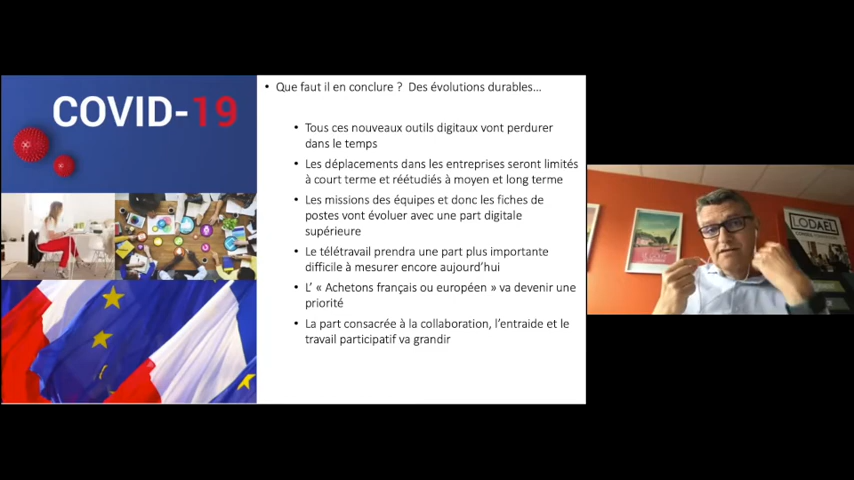 COVID-19
• Que faut il en conclure ? Des évolutions durables...
• Tous ces nouveaux outils digitaux vont perdurer
dans le temps
• Les déplacements dans les entreprises seront limités
à court terme et réétudiés à moyen et long terme
• Les missions des équipes et donc les fiches de
postes vont évoluer avec une part digitale
supérieure
• Le télétravail prendra une part plus importante
difficile à mesurer encore aujourd'hui
• L' « Achetons français ou européen » va devenir une
priorité
• La part consacrée à la collaboration, l'entraide et le
travail participatif va grandir
LODAEL